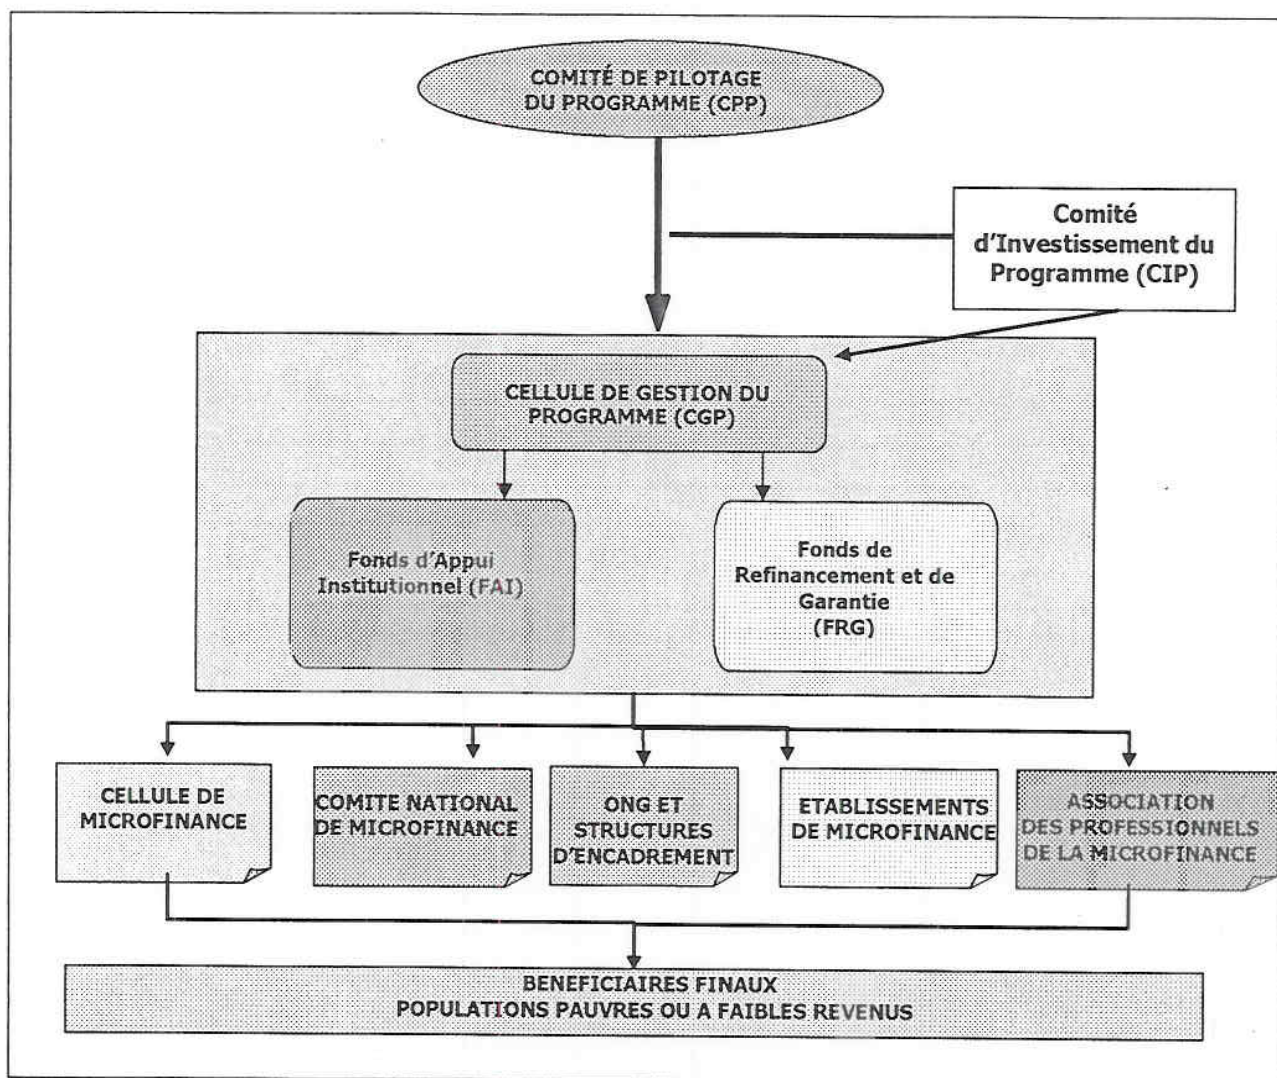 COMITÉ DE PILOTAGE
DU PROGRAMME (CPP)
Comité
d'Investissement du
Programme (CIP)
CELLULE DE GESTION DU
PROGRAMME (CGP)
Fonds d'Appui
Institutionnel (FAI)
Fonds de
Refinancement et de
Garantie
(FRG)
CELLULE DE
MICROFINANCE
COMITE NATIONAL
DE MICROFINANCE
ONG ET
STRUCTURES
D'ENCADREMENT
ETABLISSEMENTS
DE MICROFINANCE
ASSOCIATION
DES PROFESSIONNELS
DE LA MICROFINANCE
BENEFICIAIRES FINAUX
POPULATIONS PAUVRES OU A FAIBLES REVENUS